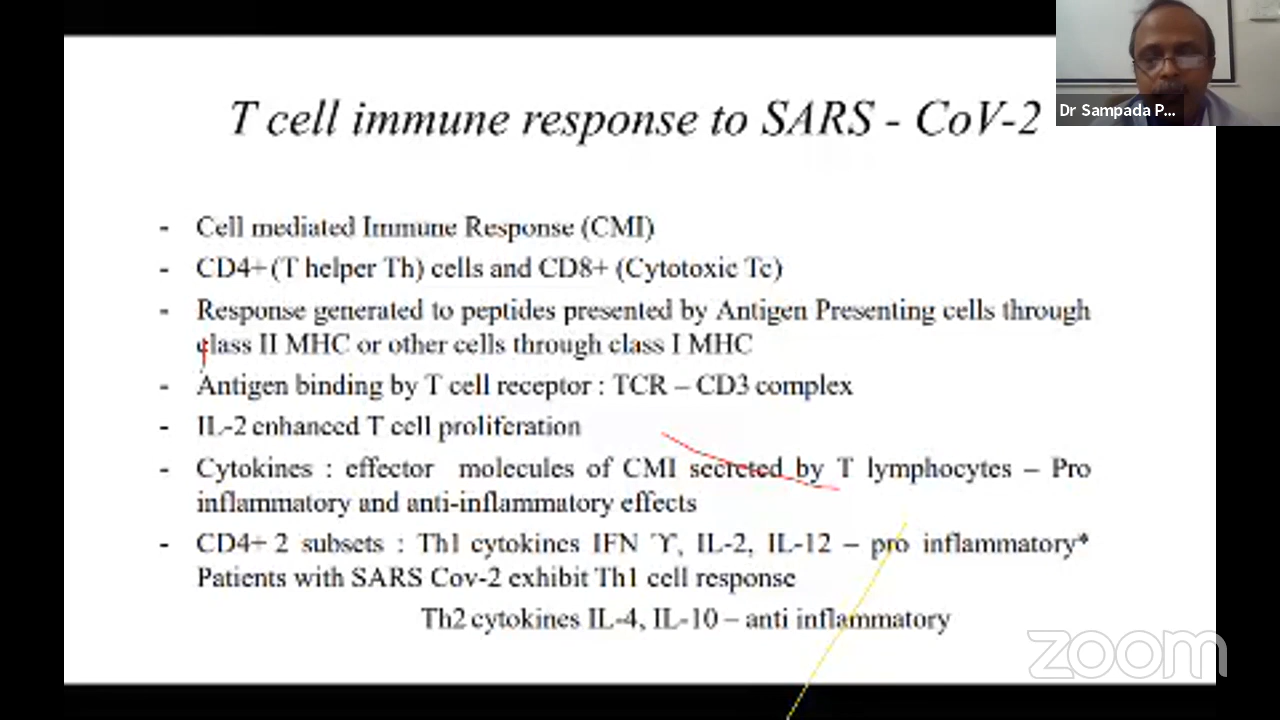 T cell immune response to SARS - CoV-2
- Cell mediated Immune Response (CMI)
- CD4+ (T helper Th) cells and CD8+ (Cytotoxic Tc)
- Response generated to peptides presented by Antigen Presenting cells through
class II MHC or other cells through class I MHC
- Antigen binding by T cell receptor : TCR – CD3 complex
- IL-2 enhanced T cell proliferation
- Cytokines : effector molecules of CMI secreted by T lymphocytes – Pro
inflammatory and anti-inflammatory effects
- CD4+ 2 subsets : Th1 cytokines IFN ϒ, IL-2, IL-12 – pro inflammatory*
Patients with SARS Cov-2 exhibit Th1 cell response
Th2 cytokines IL-4, IL-10 – anti inflammatory
Dr Sampada P...
zoom